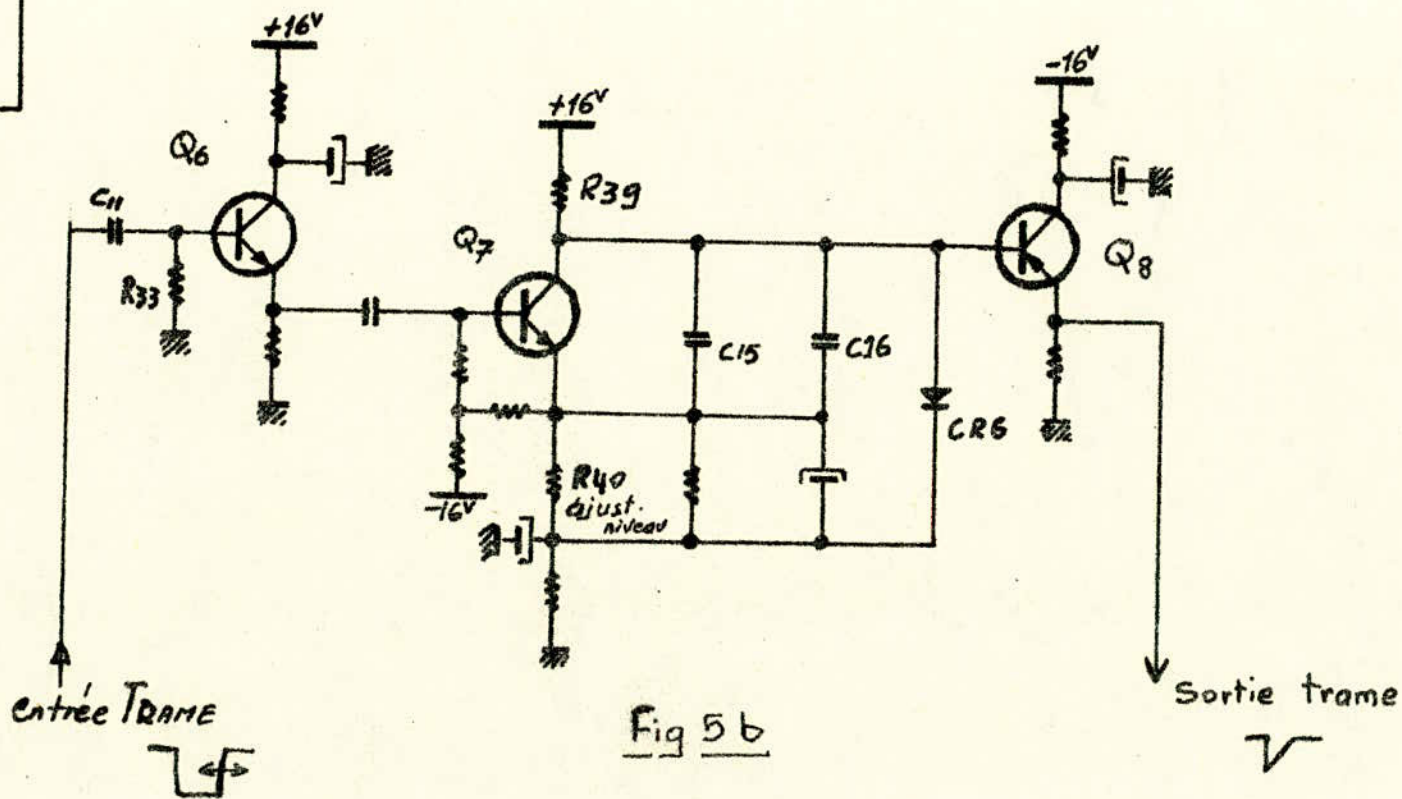 +16V
Q6
C11
R33
+16V
R39
Q7
C15
C16
CR6
-16V
Q8
-16V
R40
ajust.
niveau
entrée TRAME
Fig 5 b
Sortie trame